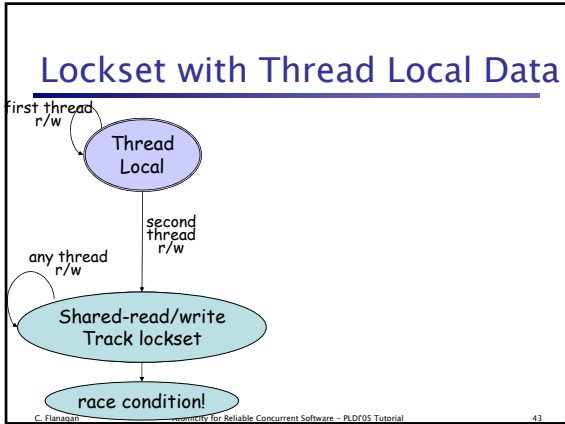 Lockset with Thread Local Data
first thread
r/w
Thread
Local
second
thread
r/w
any thread
r/w
Shared-read/write
Track lockset
race condition!
C. Flanagan Atomicity for Reliable Concurrent Software - PLDI'05 Tutorial 43